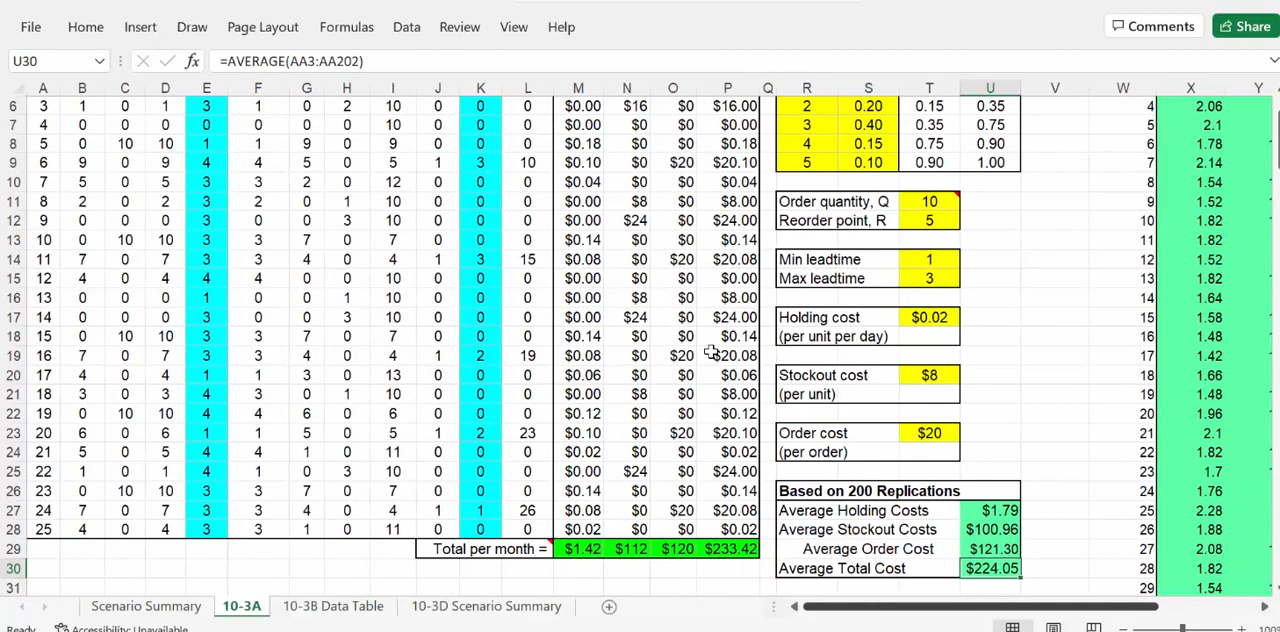 File Home Insert Draw Page Layout Formulas Data Review View Help Comments Share
U30 fx =AVERAGE(AA3:AA202)
A B C D E F G H I J K L M N O P Q R S T U V W X Y
6 3 1 0 1 3 1 0 2 10 0 0 0 $0.00 $16 $0 $16.00 2 0.20 0.15 0.35 4 2.06
7 4 0 0 0 0 0 0 10 0 0 0 $0.00 $0 $0 $0.00 3 0.40 0.35 0.75 5 2.1
8 5 0 10 10 1 1 9 0 9 0 0 0 $0.18 $0 $0 $0.18 4 0.15 0.75 0.90 6 1.78
9 6 9 0 9 4 4 5 0 5 1 3 10 $0.10 $0 $20 $20.10 5 0.10 0.90 1.00 7 2.14
10 7 5 0 5 3 3 2 0 12 0 0 0 $0.04 $0 $0 $0.04 8 1.54
11 8 2 0 2 3 2 0 1 10 0 0 0 $0.00 $8 $0 $8.00 Order quantity, Q 10 9 1.52
12 9 0 0 0 3 0 0 3 10 0 0 0 $0.00 $24 $0 $24.00 Reorder point, R 5 10 1.82
13 10 0 10 10 3 3 7 0 7 0 0 0 $0.14 $0 $0 $0.14 11 1.82
14 11 7 0 7 3 3 4 0 4 1 3 15 $0.08 $0 $20 $20.08 Min leadtime 1 12 1.52
15 12 4 0 4 4 4 0 0 10 0 0 0 $0.00 $0 $0 $0.00 Max leadtime 3 13 1.82
16 13 0 0 0 1 0 0 1 10 0 0 0 $0.00 $8 $0 $8.00 14 1.64
17 14 0 0 0 3 0 0 3 10 0 0 0 $0.00 $24 $0 $24.00 Holding cost $0.02 15 1.58
18 15 0 10 10 3 3 7 0 7 0 0 0 $0.14 $0 $0 $0.14 (per unit per day) 16 1.48
19 16 7 0 7 3 3 4 0 4 1 2 19 $0.08 $0 $20 $20.08 17 1.42
20 17 4 0 4 1 1 3 0 13 0 0 0 $0.06 $0 $0 $0.06 Stockout cost $8 18 1.66
21 18 3 0 3 4 3 0 1 10 0 0 0 $0.00 $8 $0 $8.00 (per unit) 19 1.48
22 19 0 10 10 4 4 6 0 6 0 0 0 $0.12 $0 $0 $0.12 20 1.96
23 20 6 0 6 1 1 5 0 5 1 2 23 $0.10 $0 $20 $20.10 Order cost $20 21 2.1
24 21 5 0 5 4 4 1 0 11 0 0 0 $0.02 $0 $0 $0.02 (per order) 22 1.82
25 22 1 0 1 4 1 0 3 10 0 0 0 $0.00 $24 $0 $24.00 23 1.7
26 23 0 10 10 3 3 7 0 7 0 0 0 $0.14 $0 $0 $0.14 Based on 200 Replications 24 1.76
27 24 7 0 7 3 3 4 0 4 1 1 26 $0.08 $0 $20 $20.08 Average Holding Costs $1.79 25 2.28
28 25 4 0 4 3 3 1 0 11 0 0 0 $0.02 $0 $0 $0.02 Average Stockout Costs $100.96 26 1.88
29 Total per month = $1.42 $112 $120 $233.42 Average Order Cost $121.30 27 2.08
30 Average Total Cost $224.05 28 1.82
31 29 1.54
Scenario Summary 10-3A 10-3B Data Table 10-3D Scenario Summary
Ready Accessibility: Unavailable 100%